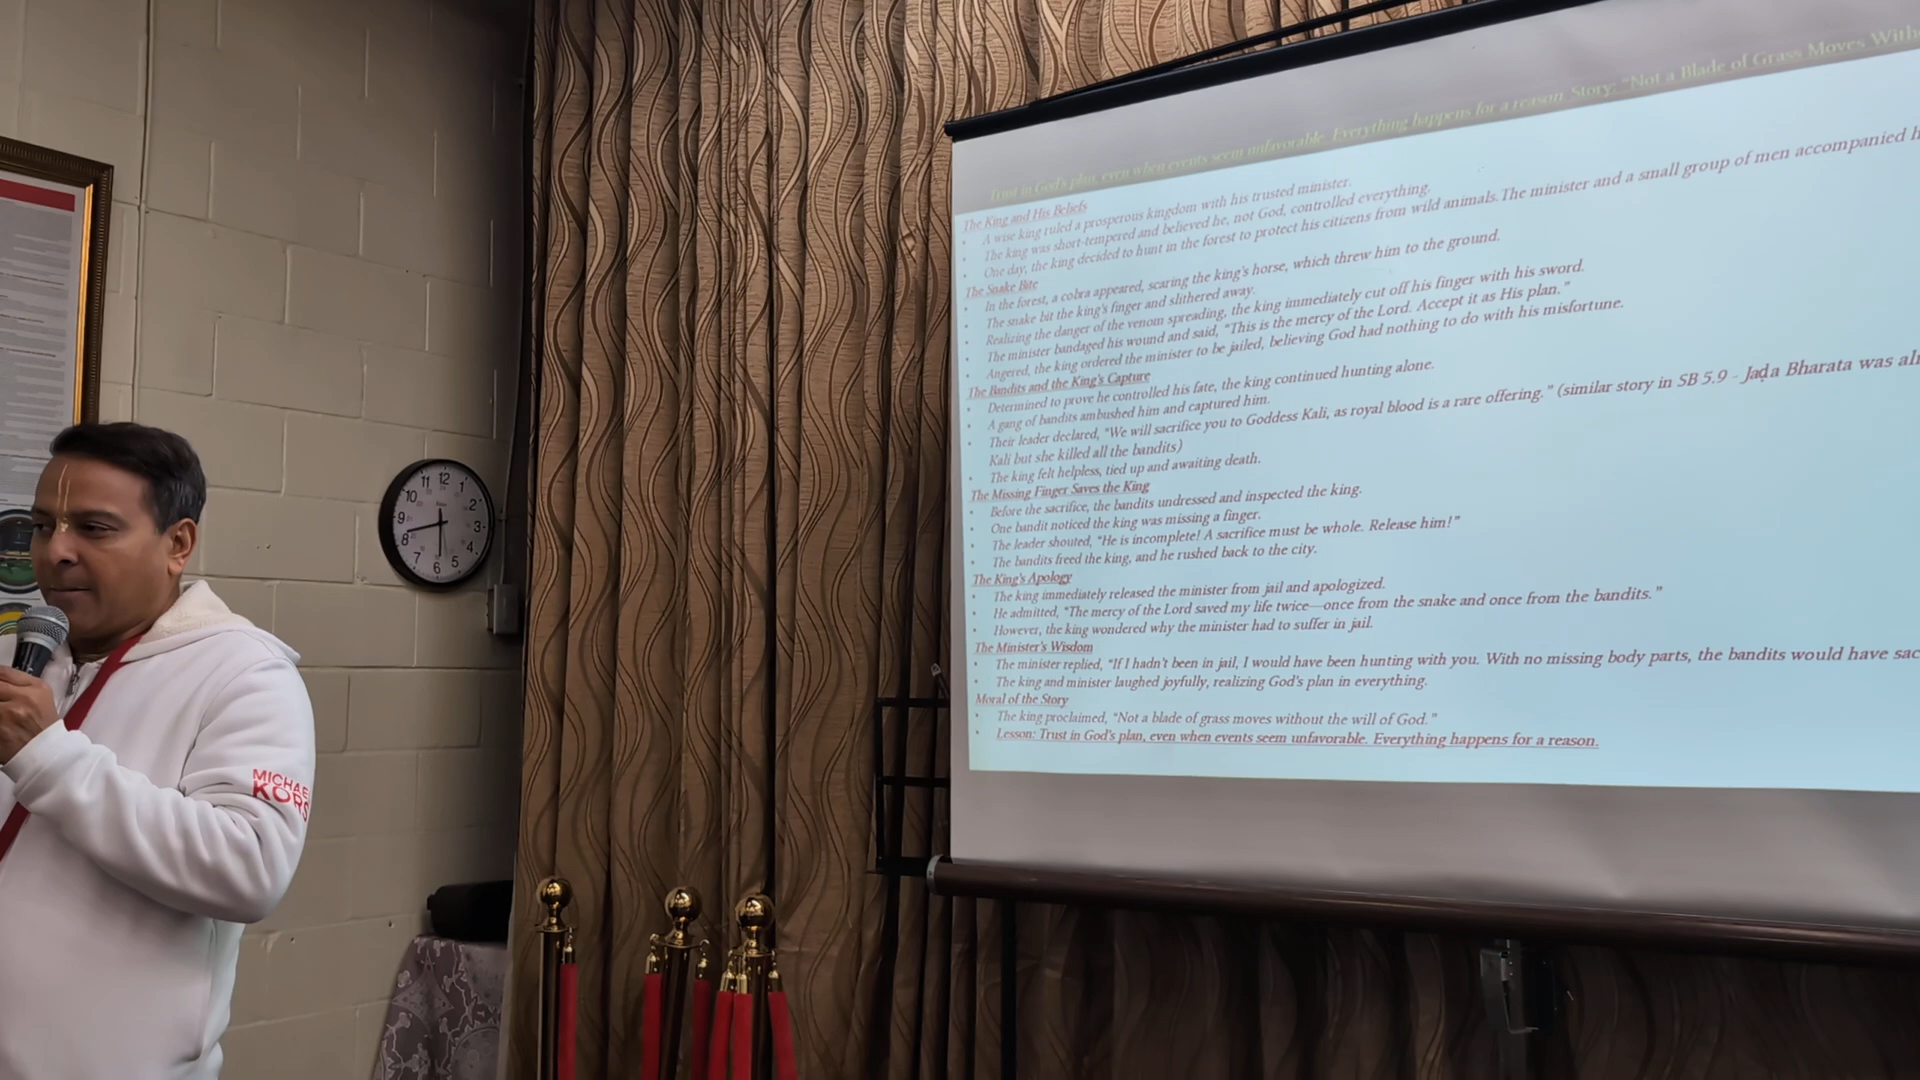 Trust in God's plan, even when events seem unfavorable. Everything happens for a reason. Story: "Not a Blade of Grass Moves
The King and His Beliefs
• A wise king ruled a prosperous kingdom with his trusted minister.
• The king was short-tempered and believed he, not God, controlled everything.
• One day, the king decided to hunt in the forest to protect his citizens from wild animals. The minister and a small group of men accompanied
The Snake Bite
• In the forest, a cobra appeared, scaring the king's horse, which threw him to the ground.
• The snake bit the king's finger and slithered away.
• Realizing the danger of the venom spreading, the king immediately cut off his finger with his sword.
• The minister bandaged his wound and said, "This is the mercy of the Lord. Accept it as His plan."
• Angered, the king ordered the minister to be jailed, believing God had nothing to do with his misfortune.
The Bandits and the King's Capture
• Determined to prove he controlled his fate, the king continued hunting alone.
• A gang of bandits ambushed him and captured him.
• Their leader declared, "We will sacrifice you to Goddess Kali, as royal blood is a rare offering." (similar story in SB 5.9 - Jaḍa Bharata was
Kali but she killed all the bandits)
• The king felt helpless, tied up and awaiting death.
The Missing Finger Saves the King
• Before the sacrifice, the bandits undressed and inspected the king.
• One bandit noticed the king was missing a finger.
• The leader shouted, "He is incomplete! A sacrifice must be whole. Release him!"
• The bandits freed the king, and he rushed back to the city.
The King's Apology
• The king immediately released the minister from jail and apologized.
• He admitted, "The mercy of the Lord saved my life twice—once from the snake and once from the bandits."
• However, the king wondered why the minister had to suffer in jail.
The Minister's Wisdom
• The minister replied, "If I hadn't been in jail, I would have been hunting with you. With no missing body parts, the bandits would have
• The king and minister laughed joyfully, realizing God's plan in everything.
Moral of the Story
• The king proclaimed, "Not a blade of grass moves without the will of God."
• Lesson: Trust in God's plan, even when events seem unfavorable. Everything happens for a reason.
12
11 1
10 2
9 3
8 4
7 5
6
MICHAEL
KORS